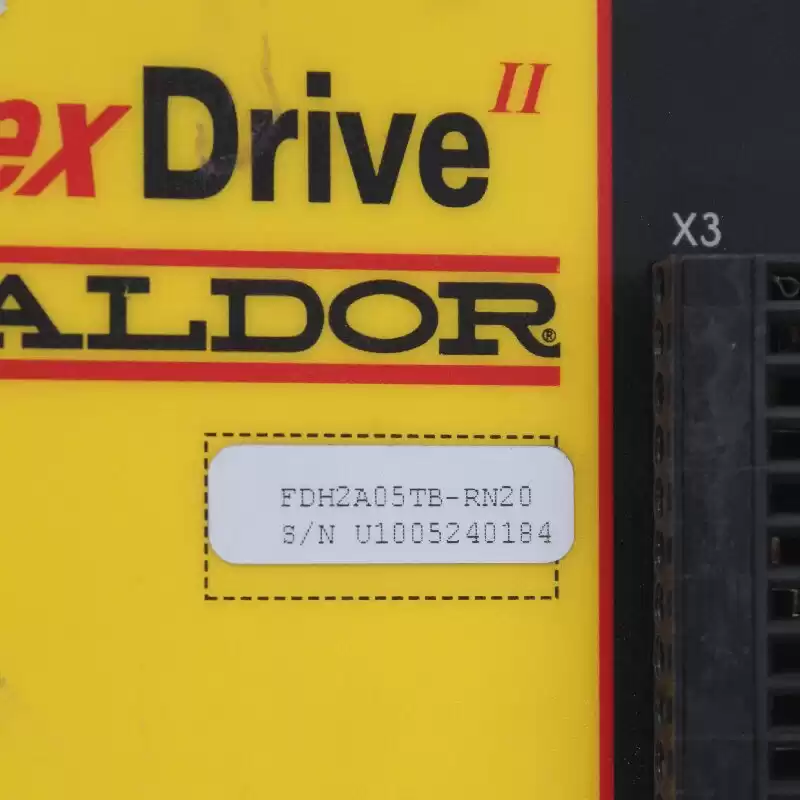 ex Drive II
X3
ALDOR®
FDH2A05TB-RN20
S/N U1005240184